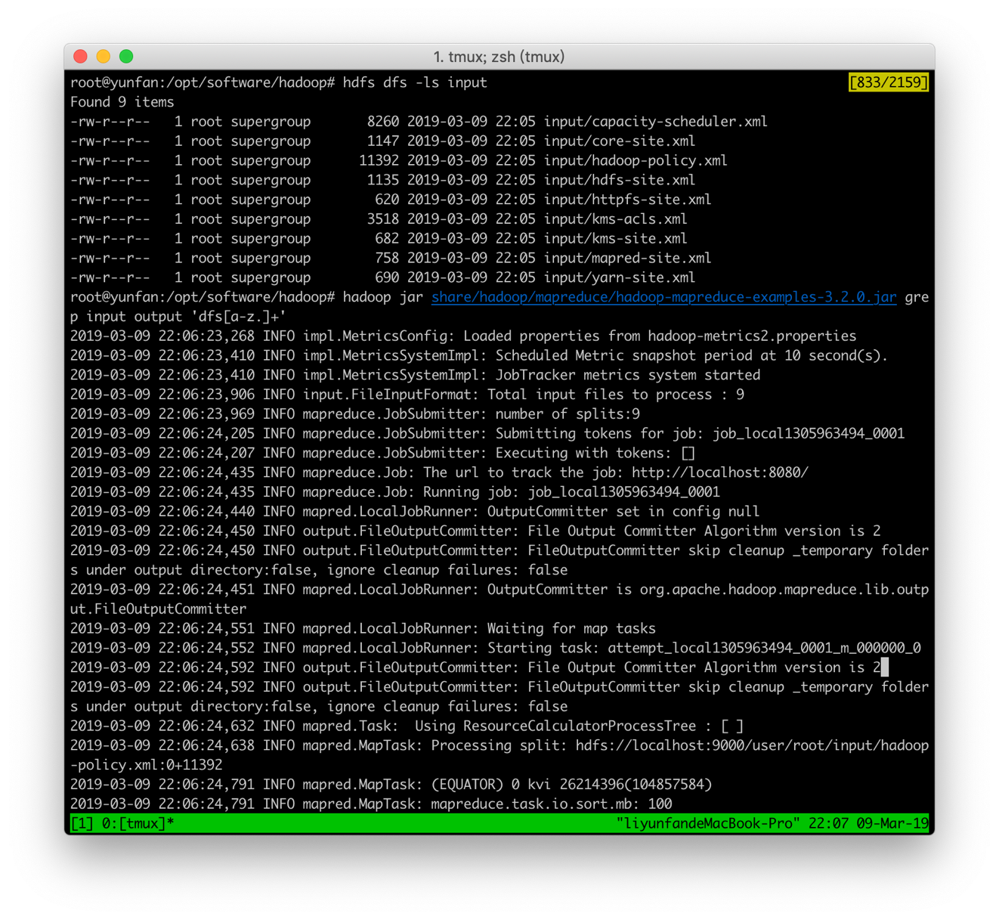 1. tmux; zsh (tmux)
root@yunfan:/opt/software/hadoop# hdfs dfs -ls input [833/2159]
Found 9 items
-rw-r--r--   1 root supergroup       8260 2019-03-09 22:05 input/capacity-scheduler.xml
-rw-r--r--   1 root supergroup       1147 2019-03-09 22:05 input/core-site.xml
-rw-r--r--   1 root supergroup      11392 2019-03-09 22:05 input/hadoop-policy.xml
-rw-r--r--   1 root supergroup       1135 2019-03-09 22:05 input/hdfs-site.xml
-rw-r--r--   1 root supergroup        620 2019-03-09 22:05 input/httpfs-site.xml
-rw-r--r--   1 root supergroup       3518 2019-03-09 22:05 input/kms-acls.xml
-rw-r--r--   1 root supergroup        682 2019-03-09 22:05 input/kms-site.xml
-rw-r--r--   1 root supergroup        758 2019-03-09 22:05 input/mapred-site.xml
-rw-r--r--   1 root supergroup        690 2019-03-09 22:05 input/yarn-site.xml
root@yunfan:/opt/software/hadoop# hadoop jar share/hadoop/mapreduce/hadoop-mapreduce-examples-3.2.0.jar gre
p input output 'dfs[a-z.]+'
2019-03-09 22:06:23,268 INFO impl.MetricsConfig: Loaded properties from hadoop-metrics2.properties
2019-03-09 22:06:23,410 INFO impl.MetricsSystemImpl: Scheduled Metric snapshot period at 10 second(s).
2019-03-09 22:06:23,410 INFO impl.MetricsSystemImpl: JobTracker metrics system started
2019-03-09 22:06:23,906 INFO input.FileInputFormat: Total input files to process : 9
2019-03-09 22:06:23,969 INFO mapreduce.JobSubmitter: number of splits:9
2019-03-09 22:06:24,205 INFO mapreduce.JobSubmitter: Submitting tokens for job: job_local1305963494_0001
2019-03-09 22:06:24,207 INFO mapreduce.JobSubmitter: Executing with tokens: []
2019-03-09 22:06:24,435 INFO mapreduce.Job: The url to track the job: http://localhost:8080/
2019-03-09 22:06:24,435 INFO mapreduce.Job: Running job: job_local1305963494_0001
2019-03-09 22:06:24,440 INFO mapred.LocalJobRunner: OutputCommitter set in config null
2019-03-09 22:06:24,450 INFO output.FileOutputCommitter: File Output Committer Algorithm version is 2
2019-03-09 22:06:24,450 INFO output.FileOutputCommitter: FileOutputCommitter skip cleanup _temporary folder
s under output directory:false, ignore cleanup failures: false
2019-03-09 22:06:24,451 INFO mapred.LocalJobRunner: OutputCommitter is org.apache.hadoop.mapreduce.lib.outp
ut.FileOutputCommitter
2019-03-09 22:06:24,551 INFO mapred.LocalJobRunner: Waiting for map tasks
2019-03-09 22:06:24,552 INFO mapred.LocalJobRunner: Starting task: attempt_local1305963494_0001_m_000000_0
2019-03-09 22:06:24,592 INFO output.FileOutputCommitter: File Output Committer Algorithm version is 2
2019-03-09 22:06:24,592 INFO output.FileOutputCommitter: FileOutputCommitter skip cleanup _temporary folder
s under output directory:false, ignore cleanup failures: false
2019-03-09 22:06:24,632 INFO mapred.Task:  Using ResourceCalculatorProcessTree : [ ]
2019-03-09 22:06:24,638 INFO mapred.MapTask: Processing split: hdfs://localhost:9000/user/root/input/hadoop
-policy.xml:0+11392
2019-03-09 22:06:24,791 INFO mapred.MapTask: (EQUATOR) 0 kvi 26214396(104857584)
2019-03-09 22:06:24,791 INFO mapred.MapTask: mapreduce.task.io.sort.mb: 100
[1] 0:[tmux]* "liyunfandeMacBook-Pro" 22:07 09-Mar-19